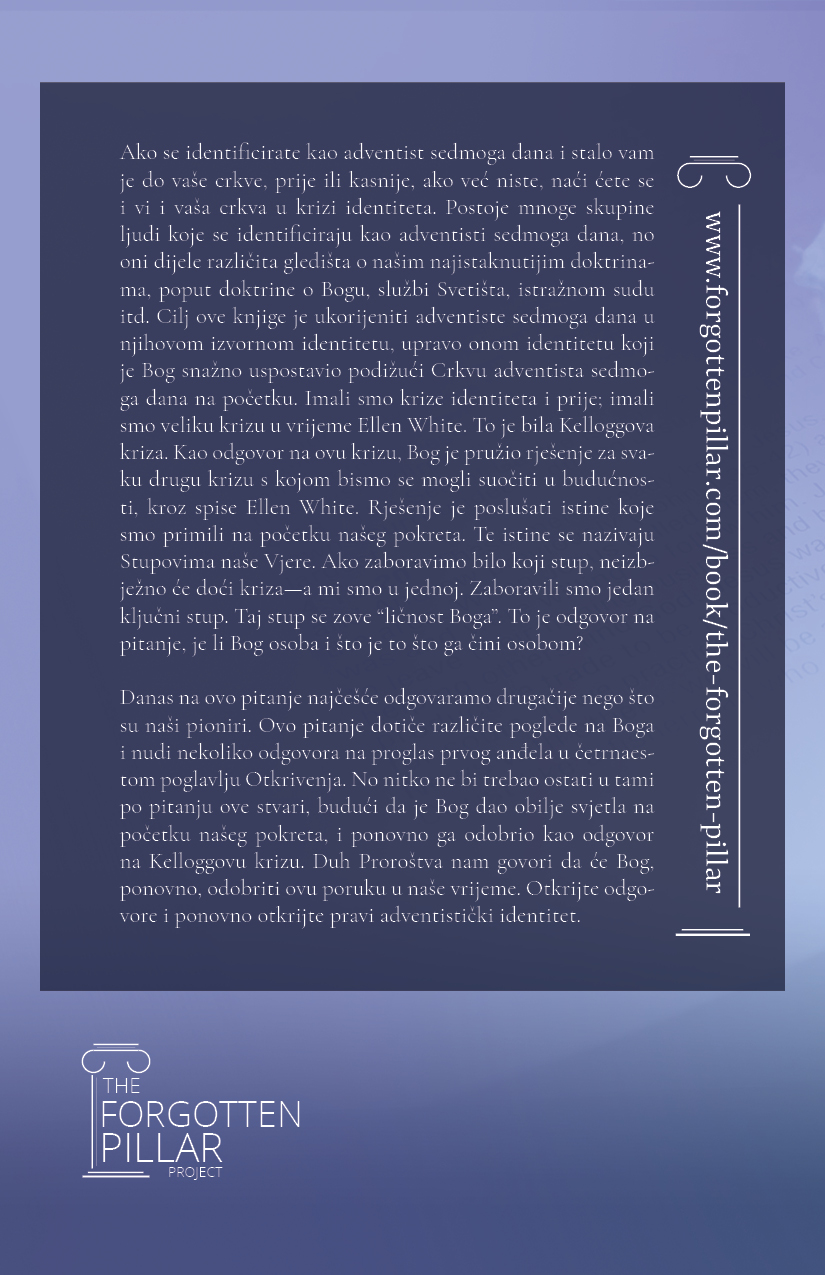 Ako se identificirate kao adventist sedmoga dana i stalo vam
je do vaše crkve, prije ili kasnije, ako već niste, naći ćete se
i vi i vaša crkva u krizi identiteta. Postoje mnoge skupine
ljudi koje se identificiraju kao adventisti sedmoga dana, no
oni dijele različita gledišta o našim najistaknutijim doktrina-
ma, poput doktrine o Bogu, službi Svetišta, istražnom sudu
itd. Cilj ove knjige je ukorijeniti adventiste sedmoga dana u
njihovom izvornom identitetu, upravo onom identitetu koji
je Bog snažno uspostavio podižući Crkvu adventista sedmo-
ga dana na početku. Imali smo krize identiteta i prije; imali
smo veliku krizu u vrijeme Ellen White. To je bila Kelloggova
kriza. Kao odgovor na ovu krizu, Bog je pružio rješenje za sva-
ku drugu krizu s kojom bismo se mogli suočiti u budućnos-
ti, kroz spise Ellen White. Rješenje je poslušati istine koje
smo primili na početku našeg pokreta. Te istine se nazivaju
Stupovima naše Vjere. Ako zaboravimo bilo koji stup, neizb-
ježno će doći kriza—a mi smo u jednoj. Zaboravili smo jedan
ključni stup. Taj stup se zove “ličnost Boga”. To je odgovor na
pitanje, je li Bog osoba i što je to što ga čini osobom?
Danas na ovo pitanje najčešće odgovaramo drugačije nego što
su naši pioniri. Ovo pitanje dotiče različite poglede na Boga
i nudi nekoliko odgovora na proglas prvog anđela u četrnaes-
tom poglavlju Otkrivenja. No nitko ne bi trebao ostati u tami
po pitanju ove stvari, budući da je Bog dao obilje svjetla na
početku našeg pokreta, i ponovno ga odobrio kao odgovor
na Kelloggovu krizu. Duh Proroštva nam govori da će Bog,
ponovno, odobriti ovu poruku u naše vrijeme. Otkrijte odgo-
vore i ponovno otkrijte pravi adventistički identitet.
www.forgottenpillar.com/book/the-forgotten-pillar
THE
FORGOTTEN
PILLAR
PROJECT